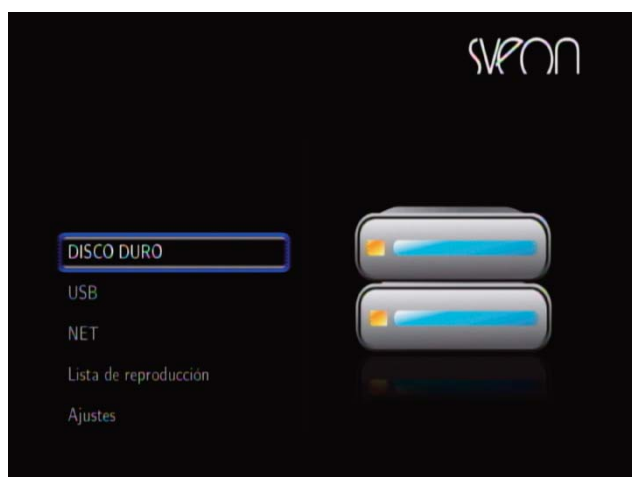 sveon
DISCO DURO
USB
NET
Lista de reproducción
Ajustes